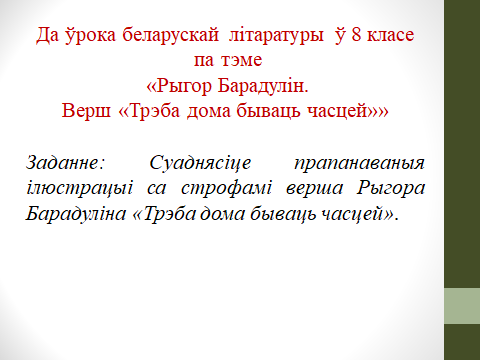 Да ўрока беларускай літаратуры ў 8 класе
па тэме
«Рыгор Барадулін.
Верш «Трэба дома бываць часцей»»
Заданне: Суаднясіце прапанаваныя
ілюстрацыі са строфамі верша Рыгора
Барадуліна «Трэба дома бываць часцей».